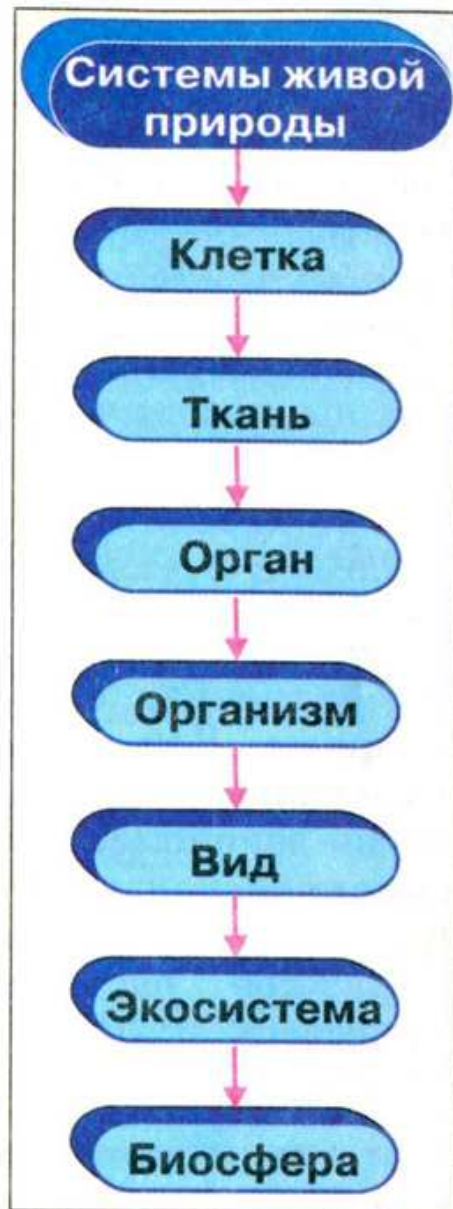 Системы живой
природы
Клетка
Ткань
Орган
Организм
Вид
Экосистема
Биосфера